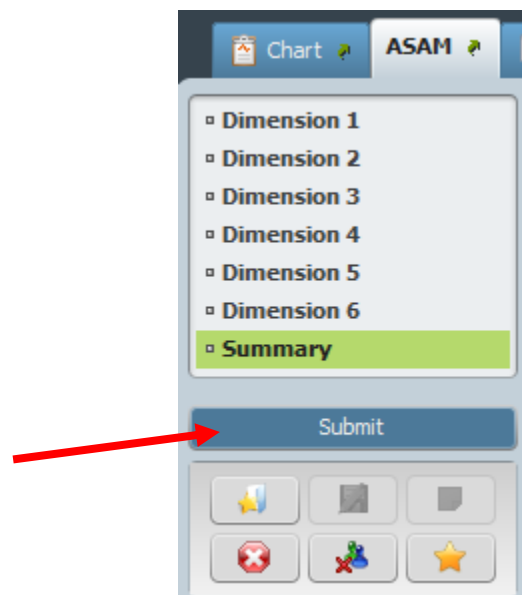 Chart ASAM
Dimension 1
Dimension 2
Dimension 3
Dimension 4
Dimension 5
Dimension 6
Summary
Submit